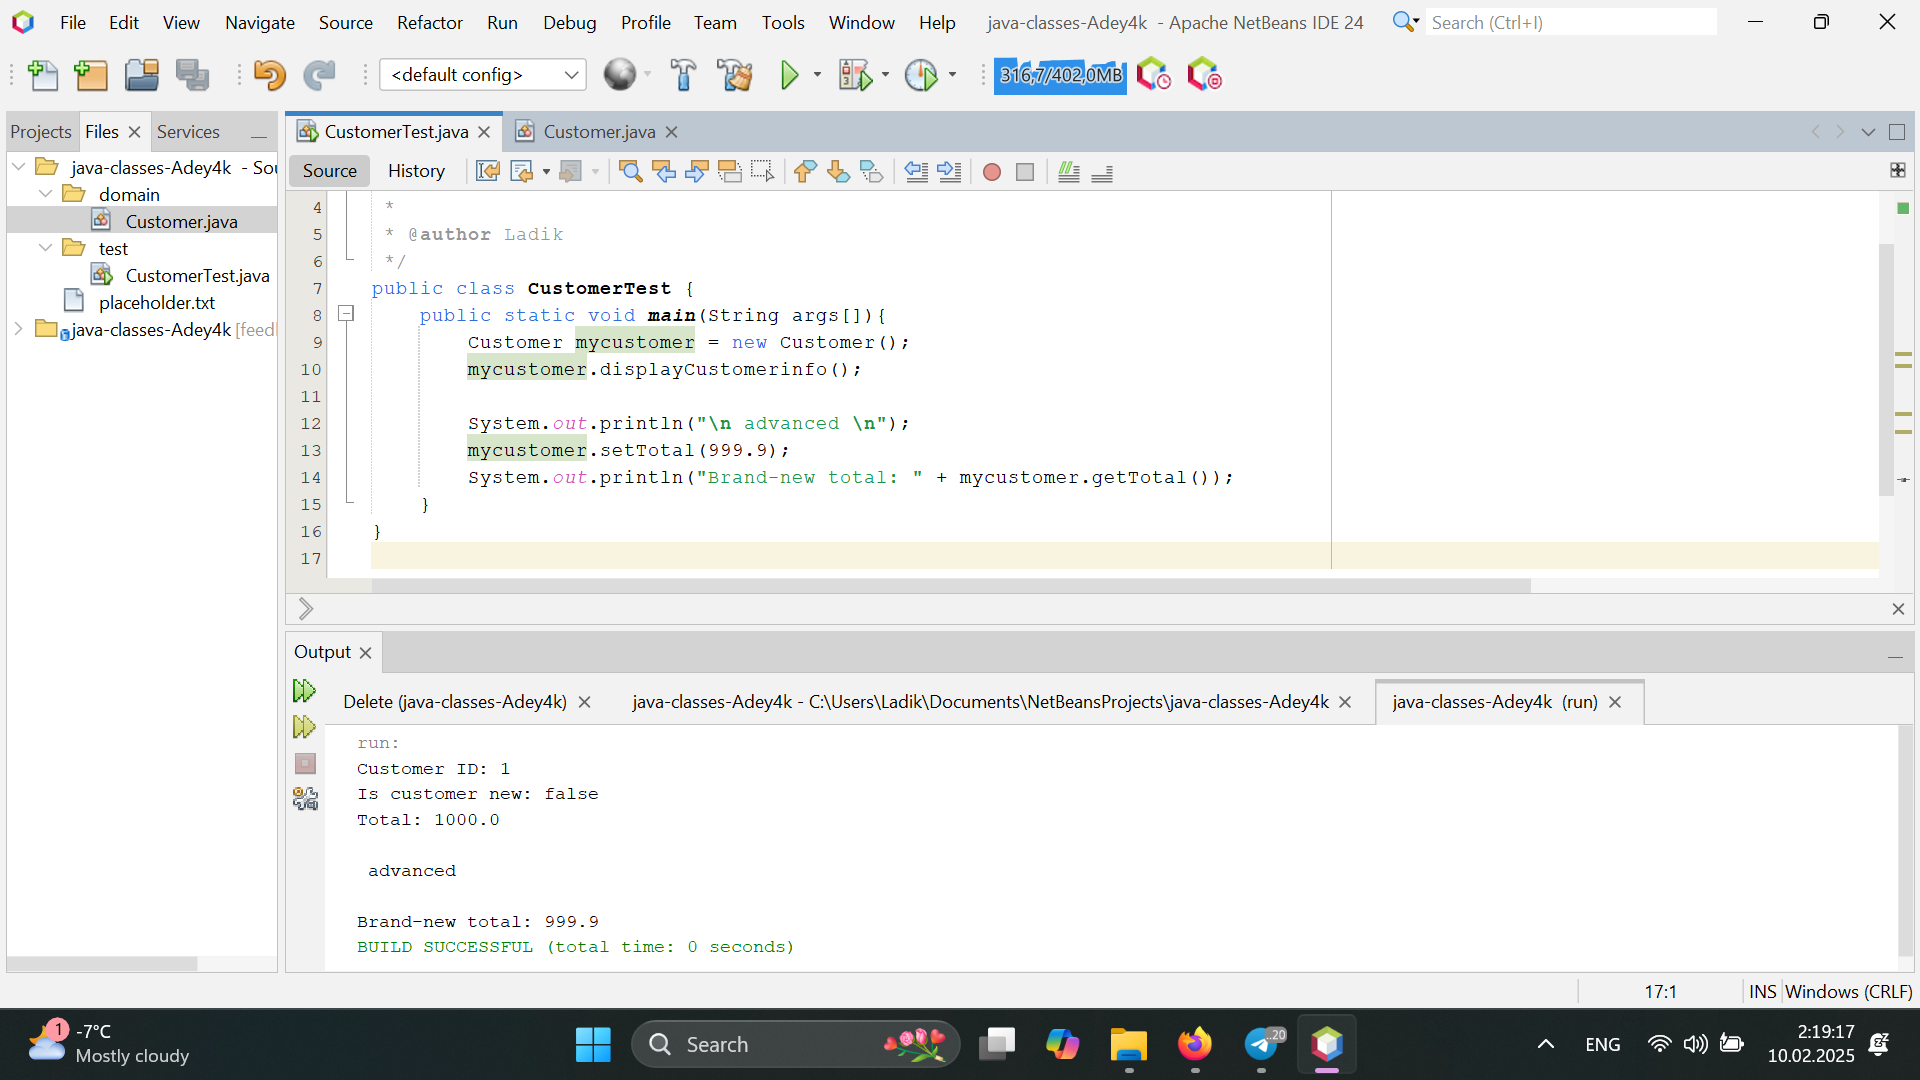 File Edit View Navigate Source Refactor Run Debug Profile Team Tools Window Help java-classes-Adey4k - Apache NetBeans IDE 24 Search (Ctrl+I)
<default config> 316,7/402,0MB
Projects Files Services
CustomerTest.java Customer.java
Source History
java-classes-Adey4k - Sou
domain
Customer.java
test
CustomerTest.java
placeholder.txt
java-classes-Adey4k [feed
4 *
5 * @author Ladik
6 */
7 public class CustomerTest {
8 public static void main(String args[]){
9 Customer mycustomer = new Customer();
10 mycustomer.displayCustomerinfo();
11
12 System.out.println("\n advanced \n");
13 mycustomer.setTotal(999.9);
14 System.out.println("Brand-new total: " + mycustomer.getTotal());
15 }
16 }
17
Output
Delete (java-classes-Adey4k) java-classes-Adey4k - C:\Users\Ladik\Documents\NetBeansProjects\java-classes-Adey4k java-classes-Adey4k (run)
run:
Customer ID: 1
Is customer new: false
Total: 1000.0
advanced
Brand-new total: 999.9
BUILD SUCCESSFUL (total time: 0 seconds)
17:1 INS Windows (CRLF)
1 -7°C
Mostly cloudy
Search
..20
ENG
2:19:17
10.02.2025